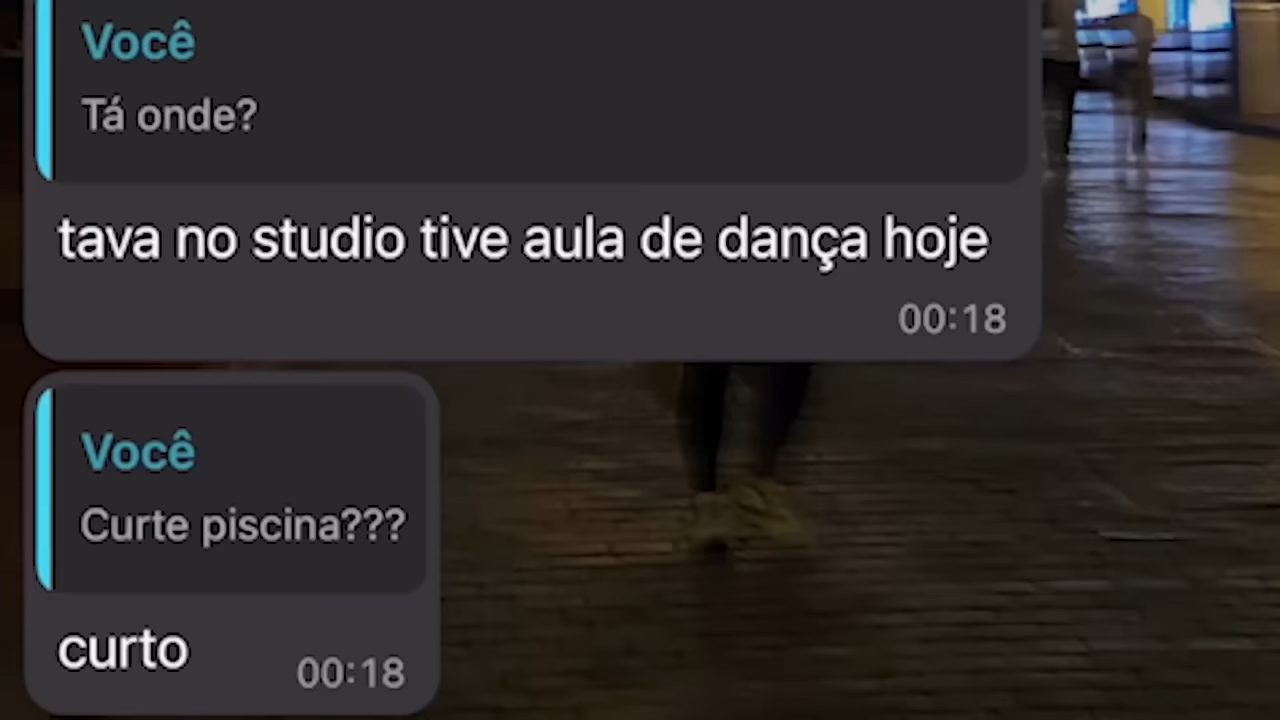 Você
Tá onde?
tava no studio tive aula de dança hoje
00:18
Você
Curte piscina???
curto
00:18